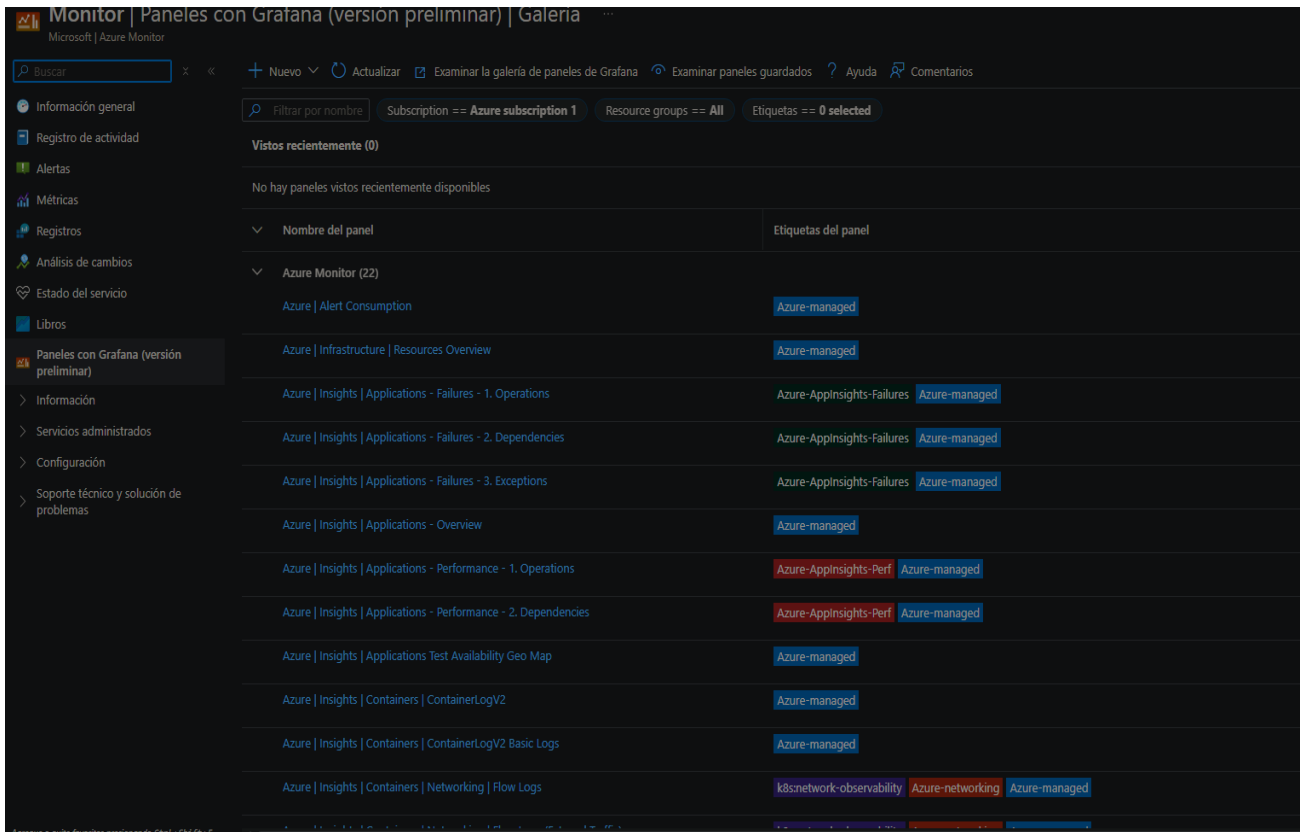 Monitor | Paneles con Grafana (versión preliminar) | Galería ...
Microsoft | Azure Monitor
Buscar
Nuevo Actualizar Examinar la galería de paneles de Grafana Examinar paneles guardados Ayuda Comentarios
Información general
Registro de actividad
Alertas
Métricas
Registros
Análisis de cambios
Estado del servicio
Libros
Paneles con Grafana (versión
preliminar)
Información
Servicios administrados
Configuración
Soporte técnico y solución de
problemas
Filtrar por nombre Subscription == Azure subscription 1 Resource groups == All Etiquetas == 0 selected
Vistos recientemente (0)
No hay paneles vistos recientemente disponibles
Nombre del panel Etiquetas del panel
Azure Monitor (22)
Azure | Alert Consumption Azure-managed
Azure | Infrastructure | Resources Overview Azure-managed
Azure | Insights | Applications - Failures - 1. Operations Azure-AppInsights-Failures Azure-managed
Azure | Insights | Applications - Failures - 2. Dependencies Azure-AppInsights-Failures Azure-managed
Azure | Insights | Applications - Failures - 3. Exceptions Azure-AppInsights-Failures Azure-managed
Azure | Insights | Applications - Overview Azure-managed
Azure | Insights | Applications - Performance - 1. Operations Azure-AppInsights-Perf Azure-managed
Azure | Insights | Applications - Performance - 2. Dependencies Azure-AppInsights-Perf Azure-managed
Azure | Insights | Applications Test Availability Geo Map Azure-managed
Azure | Insights | Containers | ContainerLogV2 Azure-managed
Azure | Insights | Containers | ContainerLogV2 Basic Logs Azure-managed
Azure | Insights | Containers | Networking | Flow Logs k8s:network-observability Azure-networking Azure-managed